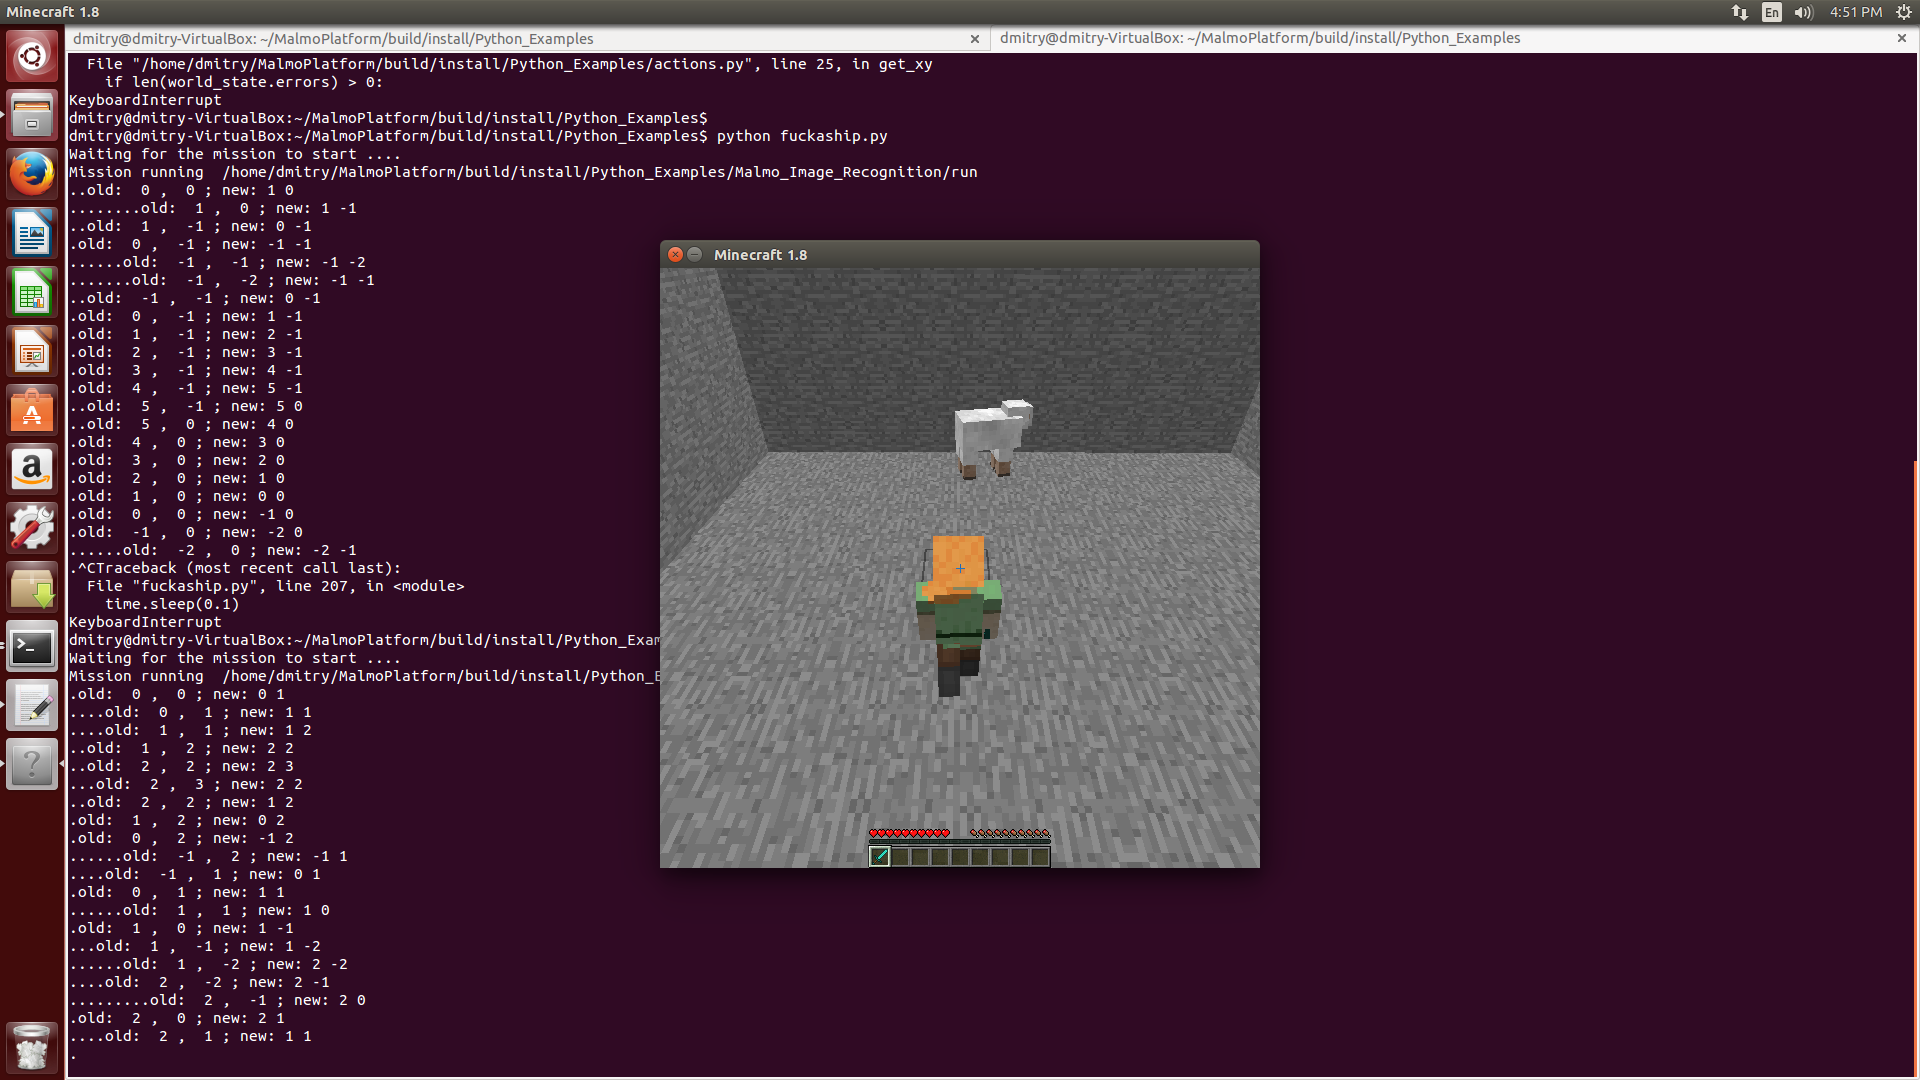 Minecraft 1.8
En
4:51 PM
dmitry@dmitry-VirtualBox: ~/MalmoPlatform/build/install/Python_Examples
dmitry@dmitry-VirtualBox: ~/MalmoPlatform/build/install/Python_Examples
File "/home/dmitry/MalmoPlatform/build/install/Python_Examples/actions.py", line 25, in get_xy
if len(world_state.errors) > 0:
KeyboardInterrupt
dmitry@dmitry-VirtualBox:~/MalmoPlatform/build/install/Python_Examples$
dmitry@dmitry-VirtualBox:~/MalmoPlatform/build/install/Python_Examples$ python fuckaship.py
Waiting for the mission to start ....
Mission running  /home/dmitry/MalmoPlatform/build/install/Python_Examples/Malmo_Image_Recognition/run
..old:  0 ,  0 ; new: 1 0
........old:  1 ,  0 ; new: 1 -1
..old:  1 ,  -1 ; new: 0 -1
.old:  0 ,  -1 ; new: -1 -1
......old:  -1 ,  -1 ; new: -1 -2
.......old:  -1 ,  -2 ; new: -1 -1
..old:  -1 ,  -1 ; new: 0 -1
.old:  0 ,  -1 ; new: 1 -1
.old:  1 ,  -1 ; new: 2 -1
.old:  2 ,  -1 ; new: 3 -1
.old:  3 ,  -1 ; new: 4 -1
.old:  4 ,  -1 ; new: 5 -1
..old:  5 ,  -1 ; new: 5 0
..old:  5 ,  0 ; new: 4 0
.old:  4 ,  0 ; new: 3 0
.old:  3 ,  0 ; new: 2 0
.old:  2 ,  0 ; new: 1 0
.old:  1 ,  0 ; new: 0 0
.old:  0 ,  0 ; new: -1 0
.old:  -1 ,  0 ; new: -2 0
......old:  -2 ,  0 ; new: -2 -1
.^CTraceback (most recent call last):
File "fuckaship.py", line 207, in <module>
time.sleep(0.1)
KeyboardInterrupt
dmitry@dmitry-VirtualBox:~/MalmoPlatform/build/install/Python_Exam
Waiting for the mission to start ....
Mission running  /home/dmitry/MalmoPlatform/build/install/Python_E
.old:  0 ,  0 ; new: 0 1
....old:  0 ,  1 ; new: 1 1
....old:  1 ,  1 ; new: 1 2
..old:  1 ,  2 ; new: 2 2
..old:  2 ,  2 ; new: 2 3
...old:  2 ,  3 ; new: 2 2
..old:  2 ,  2 ; new: 1 2
.old:  1 ,  2 ; new: 0 2
.old:  0 ,  2 ; new: -1 2
......old:  -1 ,  2 ; new: -1 1
....old:  -1 ,  1 ; new: 0 1
.old:  0 ,  1 ; new: 1 1
......old:  1 ,  1 ; new: 1 0
.old:  1 ,  0 ; new: 1 -1
...old:  1 ,  -1 ; new: 1 -2
......old:  1 ,  -2 ; new: 2 -2
....old:  2 ,  -2 ; new: 2 -1
.........old:  2 ,  -1 ; new: 2 0
.old:  2 ,  0 ; new: 2 1
....old:  2 ,  1 ; new: 1 1
.
Minecraft 1.8